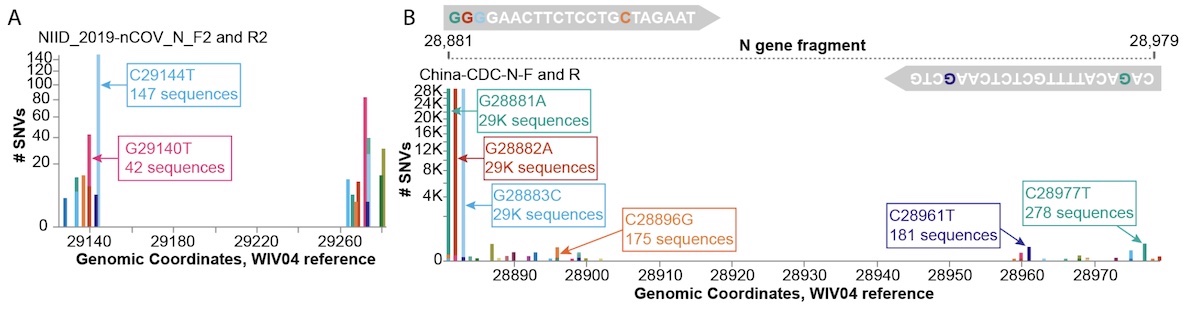 A
NIID_2019-nCOV_N_F2 and R2
# SNVs
140
120
100
80
60
40
20
0
C29144T
147 sequences
G29140T
42 sequences
29140
29180
29220
29260
Genomic Coordinates, WIV04 reference
B
GGGGAACTTCTCCTGCTAGAAT
28,881
N gene fragment
28,979
CAGACATTTTGCTCTCAAGCTG
China-CDC-N-F and R
# SNVs
28K
24K
20K
16K
12K
8K
4K
0
G28881A
29K sequences
G28882A
29K sequences
G28883C
29K sequences
C28896G
175 sequences
C28961T
181 sequences
C28977T
278 sequences
28890
28900
28910
28920
28930
28940
28950
28960
28970
Genomic Coordinates, WIV04 reference